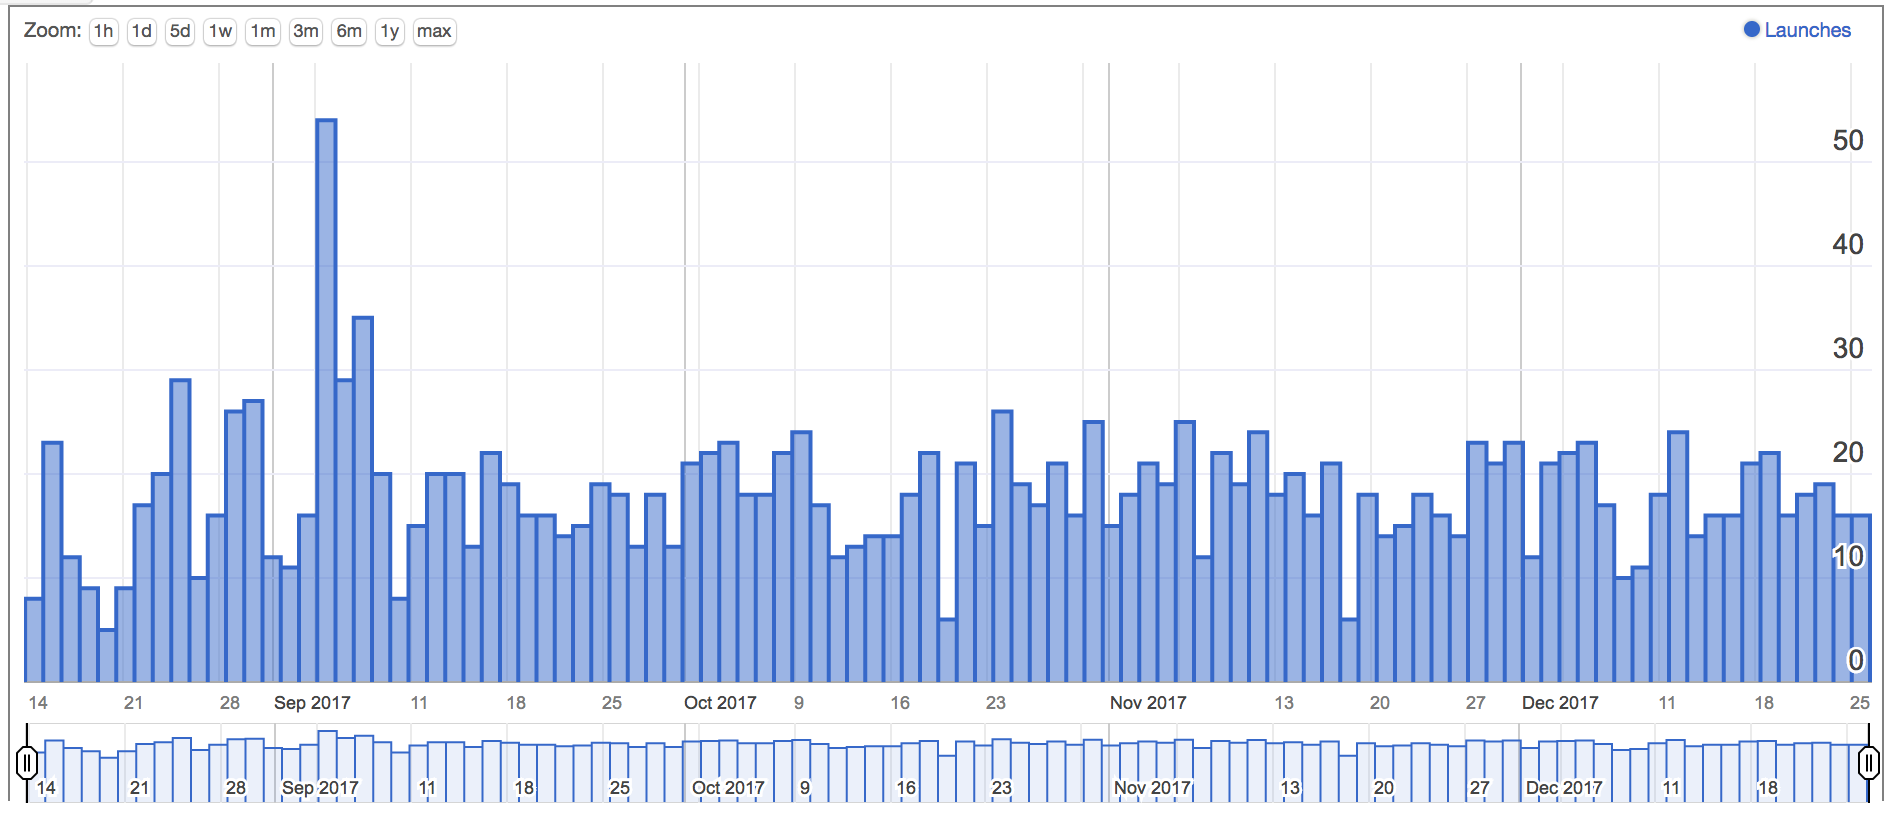 Zoom: 1h 1d 5d 1w 1m 3m 6m 1y max
Launches
50
40
30
20
10
0
14 21 28 Sep 2017 11 18 25 Oct 2017 9 16 23 Nov 2017 13 20 27 Dec 2017 11 18 25
14 21 28 Sep 2017 11 18 25 Oct 2017 9 16 23 Nov 2017 13 20 27 Dec 2017 11 18